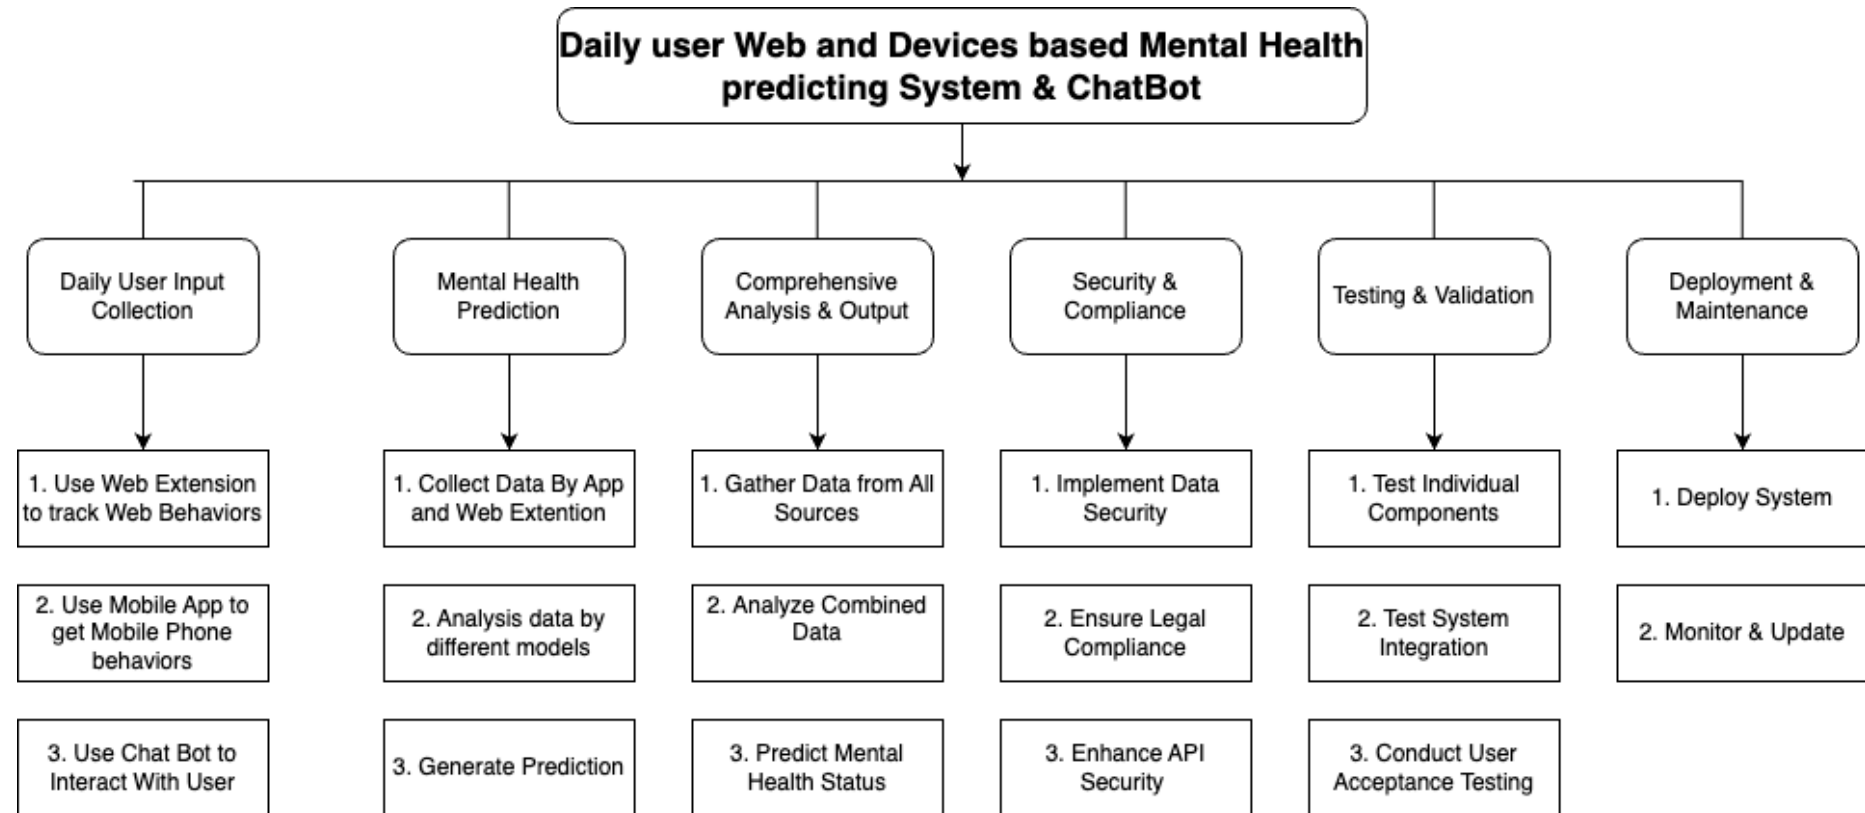 Daily user Web and Devices based Mental Health
predicting System & ChatBot
Daily User Input
Collection
Mental Health
Prediction
Comprehensive
Analysis & Output
Security &
Compliance
Testing & Validation
Deployment &
Maintenance
1. Use Web Extension
to track Web Behaviors
1. Collect Data By App
and Web Extention
1. Gather Data from All
Sources
1. Implement Data
Security
1. Test Individual
Components
1. Deploy System
2. Use Mobile App to
get Mobile Phone
behaviors
2. Analysis data by
different models
2. Analyze Combined
Data
2. Ensure Legal
Compliance
2. Test System
Integration
2. Monitor & Update
3. Use Chat Bot to
Interact With User
3. Generate Prediction
3. Predict Mental
Health Status
3. Enhance API
Security
3. Conduct User
Acceptance Testing